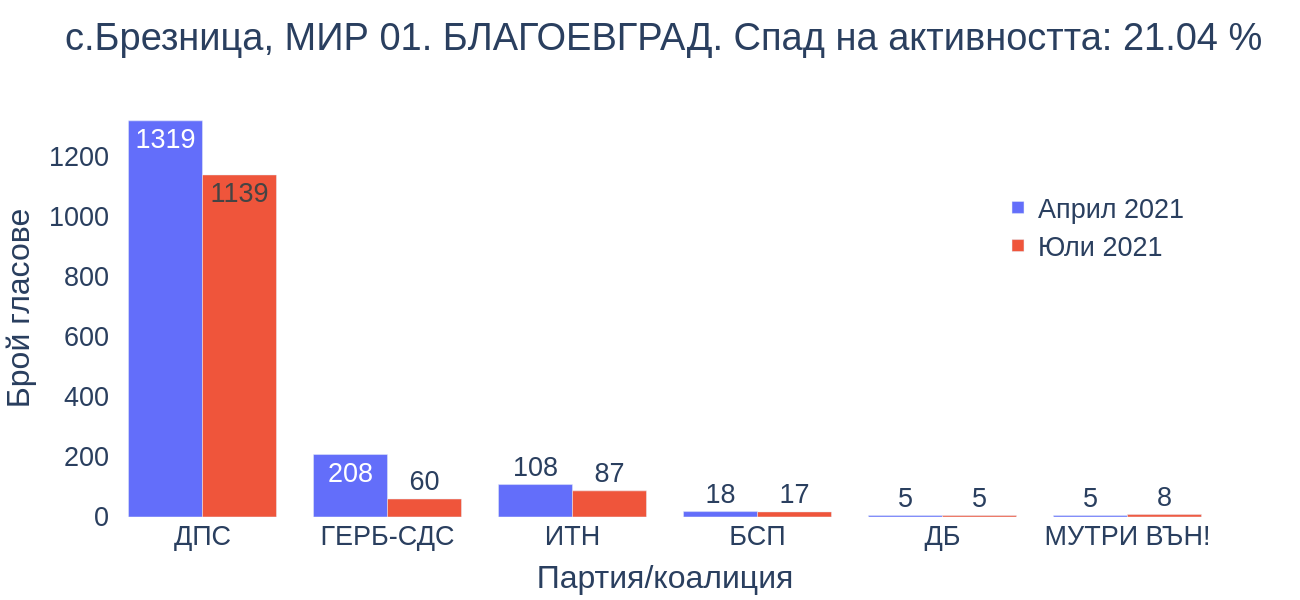 с.Брезница, МИР 01. БЛАГОЕВГРАД. Спад на активността: 21.04 %
Брой гласове
1200
1000
800
600
400
200
0
1319
1139
208
60
108
87
18
17
5
5
5
8
Април 2021
Юли 2021
ДПС
ГЕРБ-СДС
ИТН
БСП
ДБ
МУТРИ ВЪН!
Партия/коалиция